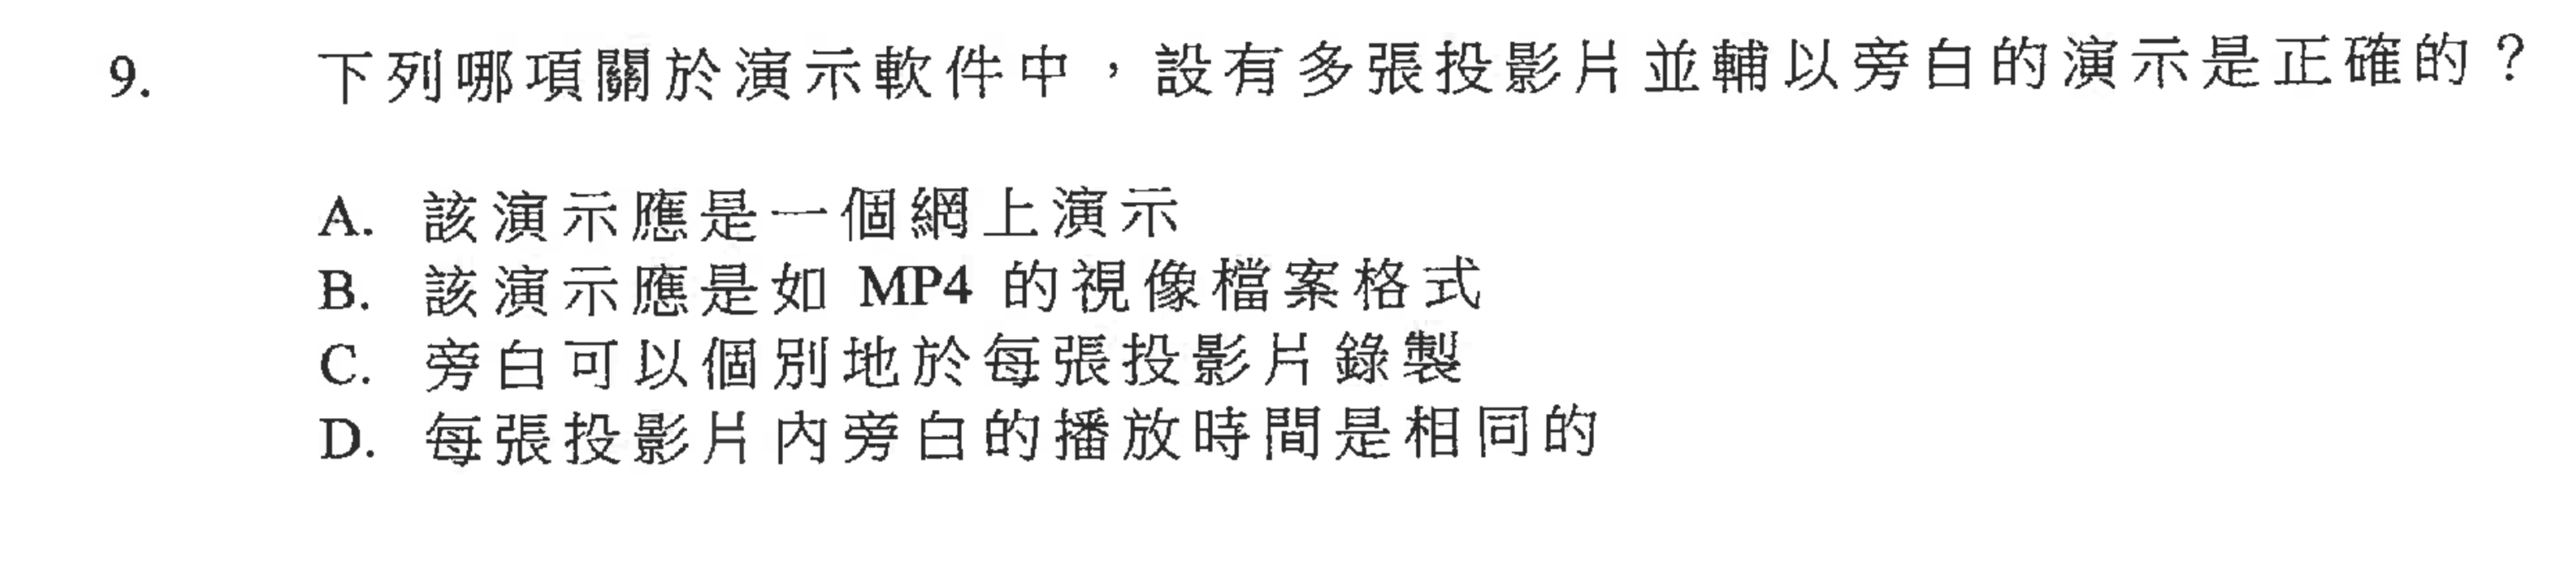 9. 下列哪項關於演示軟件中，設有多張投影片並輔以旁白的演示是正確的？
A. 該演示應是一個網上演示
B. 該演示應是如 MP4 的視像檔案格式
C. 旁白可以個別地於每張投影片錄製
D. 每張投影片內旁白的播放時間是相同的